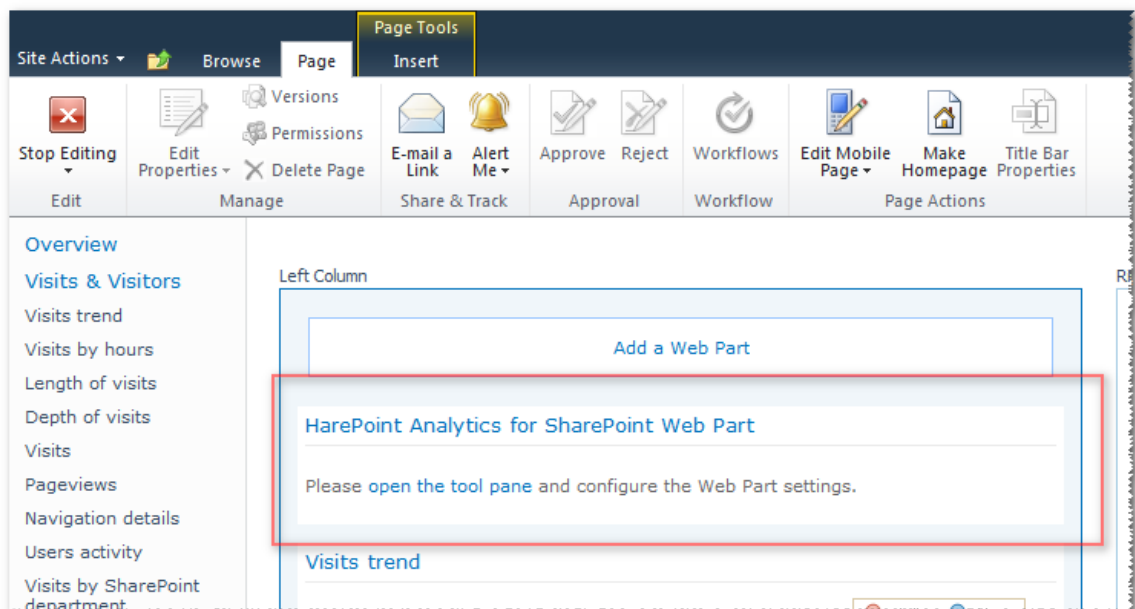 Page Tools
Site Actions Browse Page Insert
Stop Editing
Edit
Edit Properties
Versions
Permissions
Delete Page
Manage
E-mail a Link
Alert Me
Share & Track
Approve
Reject
Approval
Workflows
Workflow
Edit Mobile Page
Make Homepage
Title Bar Properties
Page Actions
Overview
Visits & Visitors
Visits trend
Visits by hours
Length of visits
Depth of visits
Visits
Pageviews
Navigation details
Users activity
Visits by SharePoint
department
Left Column
Add a Web Part
HarePoint Analytics for SharePoint Web Part
Please open the tool pane and configure the Web Part settings.
Visits trend